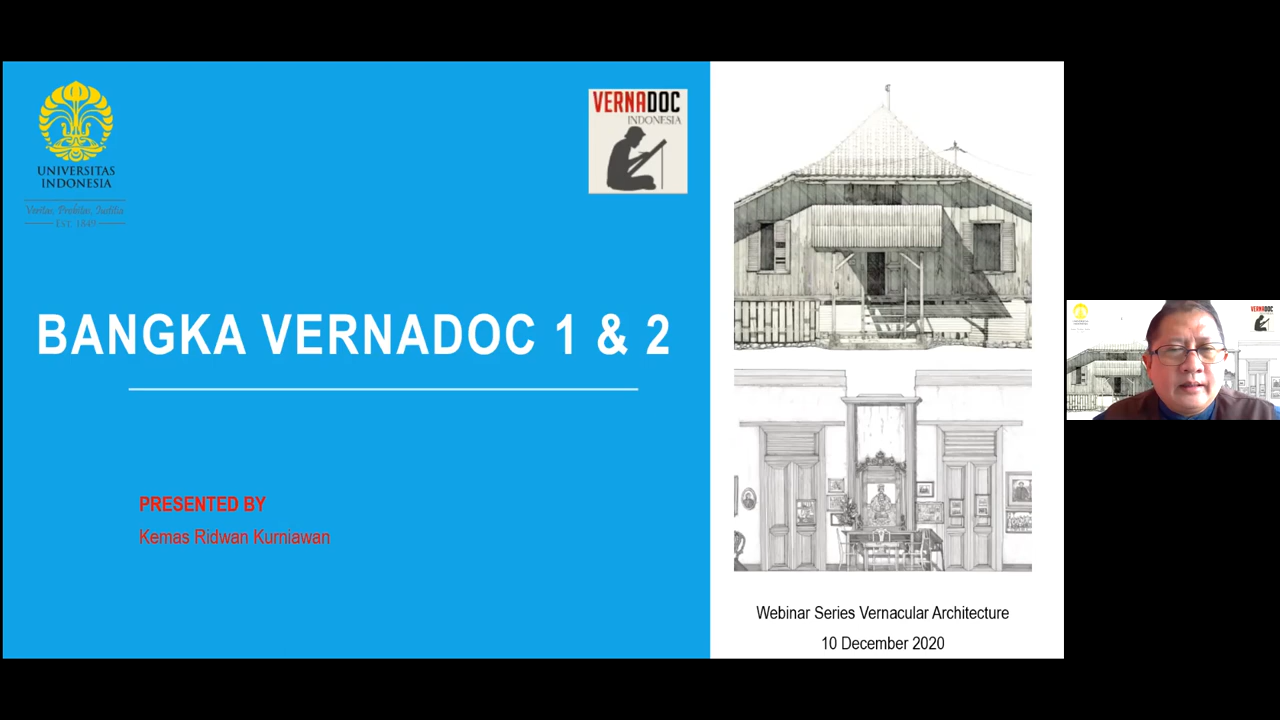 UNIVERSITAS
INDONESIA
Veritas, Probitas, Iustitia
EST. 1849
VERNADOC
INDONESIA
BANGKA VERNADOC 1 & 2
PRESENTED BY
Kemas Ridwan Kurniawan
Webinar Series Vernacular Architecture
10 December 2020
VERNADOC